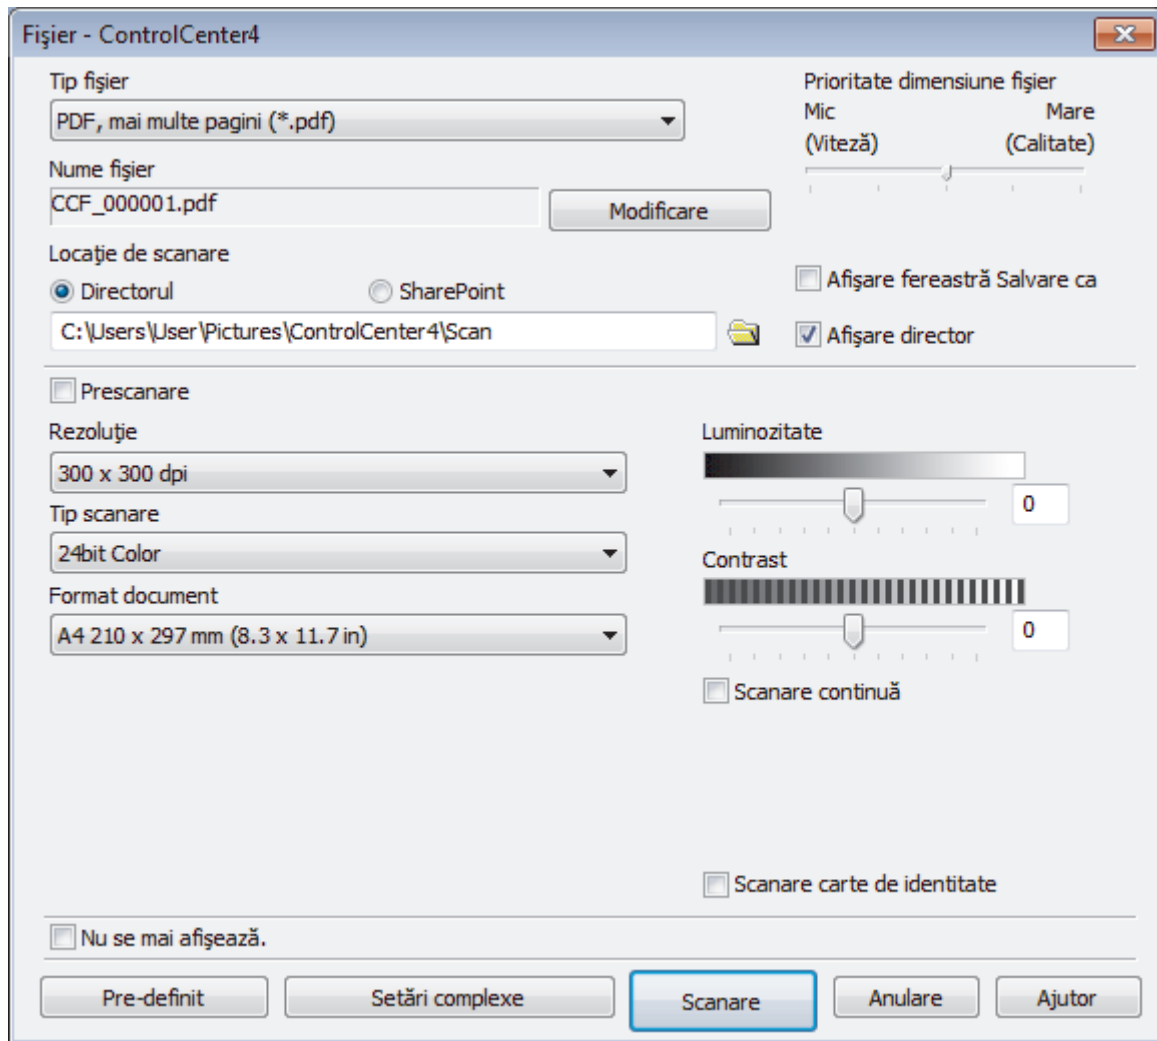 Fişier - ControlCenter4
Tip fişier
PDF, mai multe pagini (*.pdf)
Prioritate dimensiune fişier
Mic Mare
(Viteză) (Calitate)
Nume fişier
CCF_000001.pdf
Modificare
Locaţie de scanare
Directorul
SharePoint
C:\Users\User\Pictures\ControlCenter4\Scan
Afişare fereastră Salvare ca
Afişare director
Prescanare
Rezoluţie
300 x 300 dpi
Tip scanare
24bit Color
Format document
A4 210 x 297 mm (8.3 x 11.7 in)
Luminozitate
0
Contrast
0
Scanare continuă
Scanare carte de identitate
Nu se mai afişează.
Pre-definit
Setări complexe
Scanare
Anulare
Ajutor